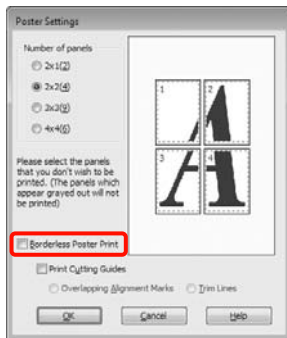 Poster Settings
Number of panels
2x1(2)
2x2(4)
3x3(9)
4x4(6)
Please select the panels
that you don't wish to be
printed. (The panels which
appear grayed out will not
be printed)
1
2
3
4
Borderless Poster Print
Print Cutting Guides
Overlapping Alignment Marks
Trim Lines
OK
Cancel
Help